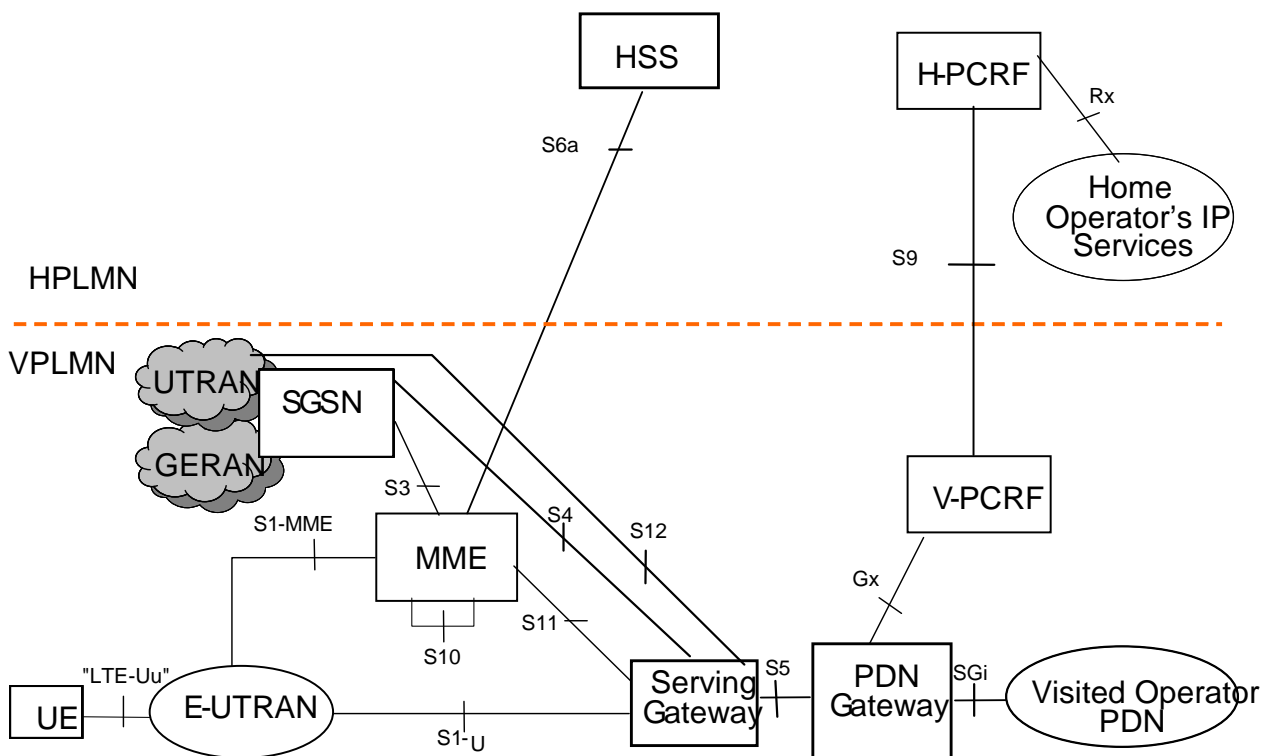 HSS
H-PCRF
Rx
S6a
Home
Operator's IP
Services
S9
HPLMN
VPLMN
UTRAN
SGSN
GERAN
S3
V-PCRF
S1-MME
S4
S12
MME
Gx
S11
S10
"LTE-Uu"
S5
SGi
UE
E-UTRAN
Serving
Gateway
PDN
Gateway
Visited Operator
PDN
S1-U